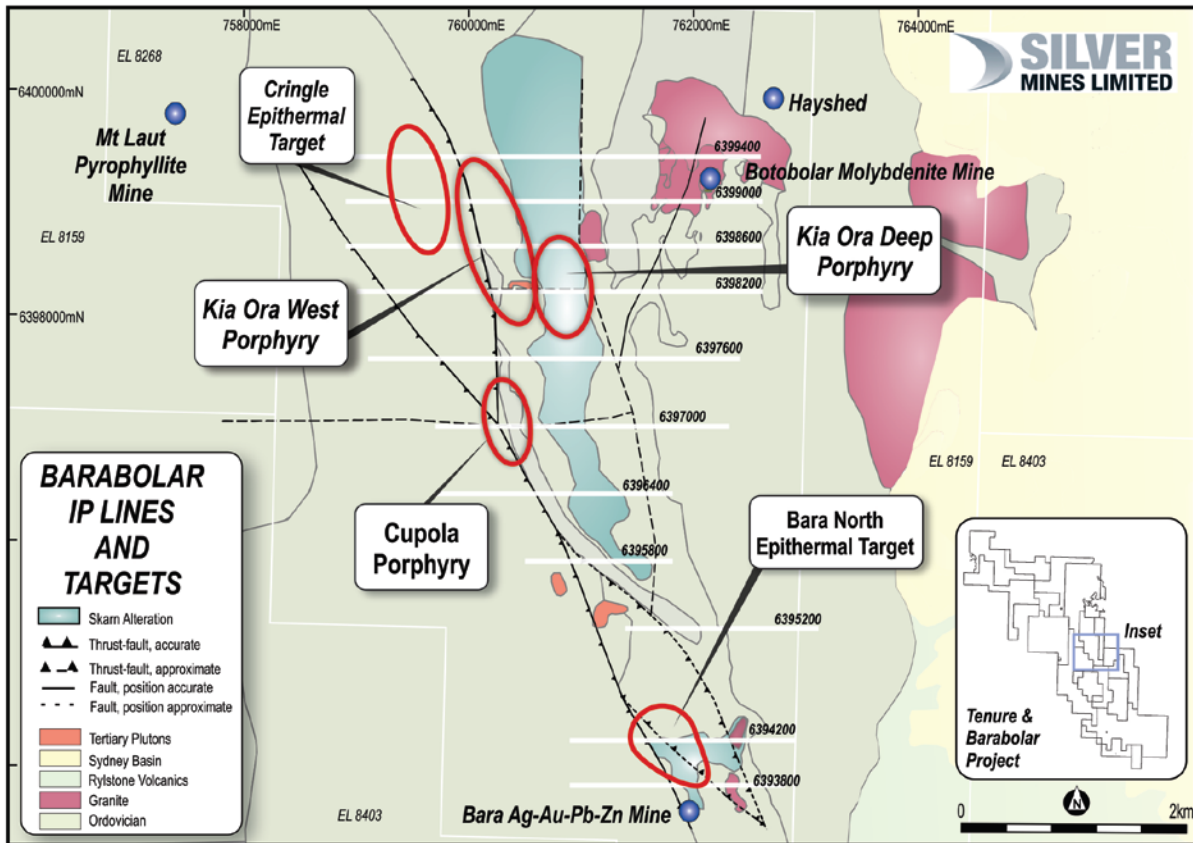 758000mE
760000mE
762000mE
764000mE
EL 8268
SILVER
MINES LIMITED
6400000mN
Cringle
Epithermal
Target
Hayshed
Mt Laut
Pyrophyllite
Mine
6399400
Botobolar Molybdenite Mine
6399000
EL 8159
6398600
Kia Ora Deep
Porphyry
6398200
Kia Ora West
Porphyry
6398000mN
6397600
6397000
EL 8159
EL 8403
6396400
BARABOLAR
IP LINES
AND
TARGETS
Cupola
Porphyry
Bara North
Epithermal Target
6395800
Skarn Alteration
Thrust-fault, accurate
Thrust-fault, approximate
Fault, position accurate
Fault, position approximate
Tertiary Plutons
Sydney Basin
Rylstone Volcanics
Granite
Ordovician
6395200
Inset
Tenure &
Barabolar
Project
6394200
6393800
EL 8403
Bara Ag-Au-Pb-Zn Mine
N
0
2km